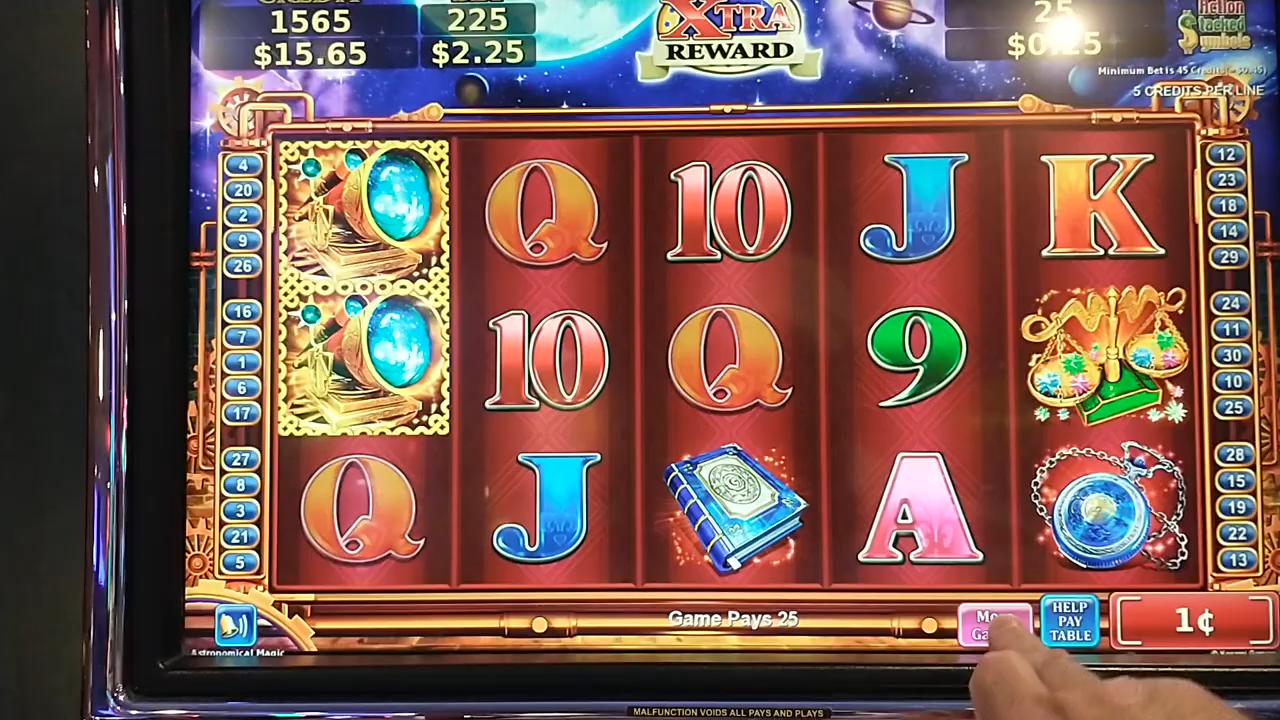 1565
$15.65
225
$2.25
XTRA
REWARD
25
Action
Stacked
Symbols
Minimum Bet is 45 Credits
5 CREDITS PER LINE
4
20
2
9
26
16
7
1
6
17
27
8
3
21
5
Q
10
J
K
10
Q
9
Q
J
A
12
23
18
14
29
24
11
30
10
25
28
15
19
22
13
Game Pays 25
HELP
PAY
TABLE
1¢
Astronomical Magic
MALFUNCTION VOIDS ALL PAYS AND PLAYS